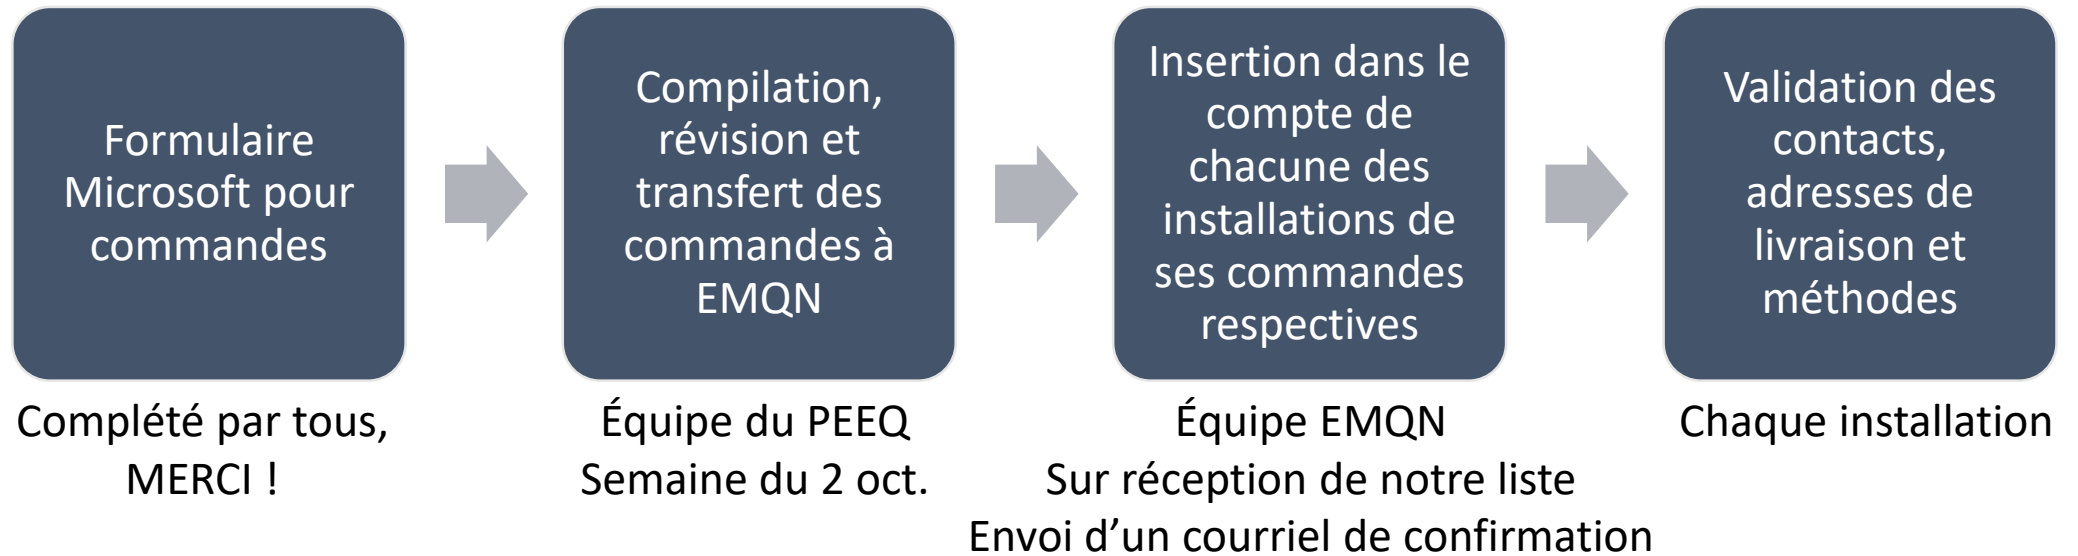 Formulaire
Microsoft pour
commandes
Compilation,
révision et
transfert des
commandes à
EMQN
Insertion dans le
compte de
chacune des
installations de
ses commandes
respectives
Validation des
contacts,
adresses de
livraison et
méthodes
Complété par tous,
MERCI !
Équipe du PEEQ
Semaine du 2 oct.
Équipe EMQN
Sur réception de notre liste
Envoi d’un courriel de confirmation
Chaque installation